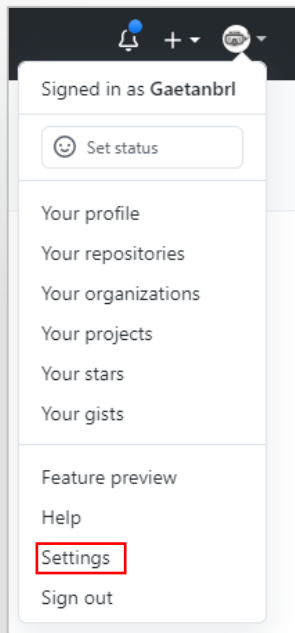 Signed in as Gaetanbrl
Set status
Your profile
Your repositories
Your organizations
Your projects
Your stars
Your gists
Feature preview
Help
Settings
Sign out